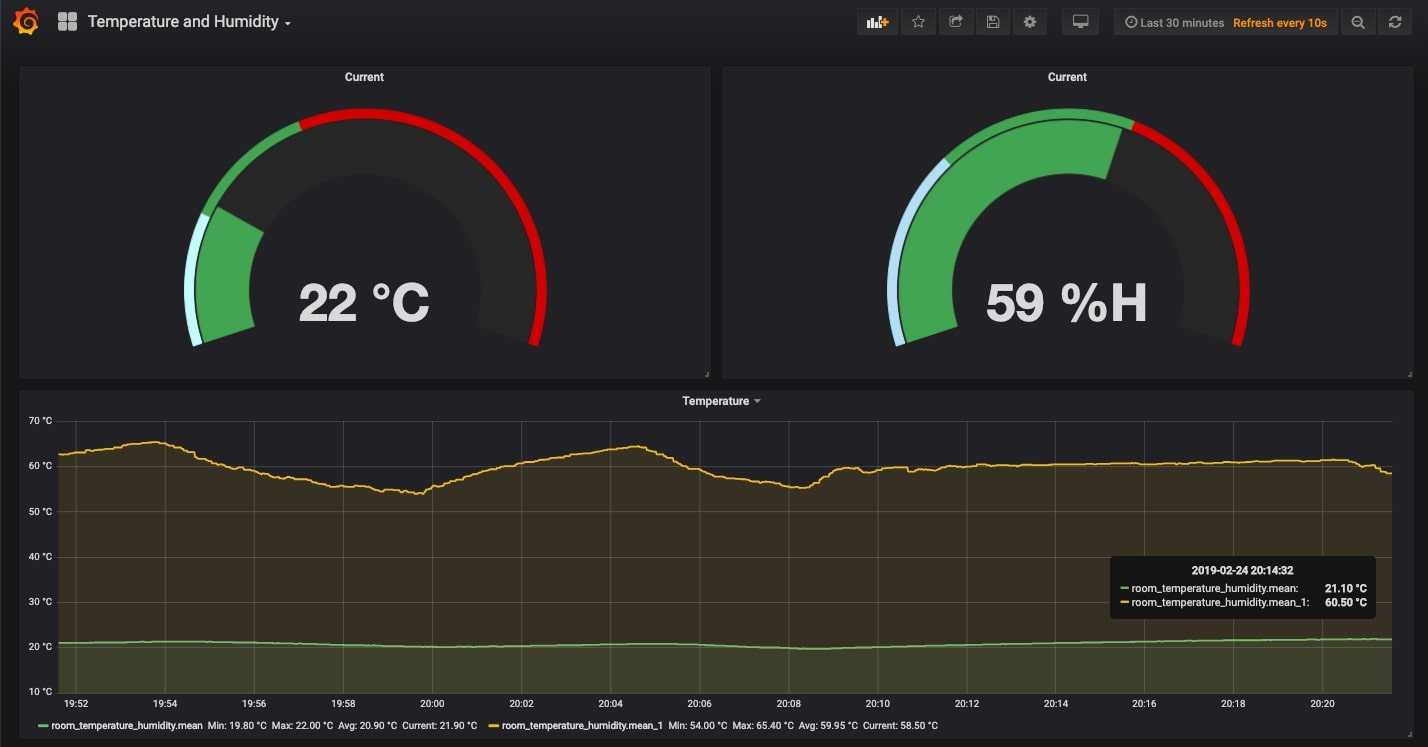 Temperature and Humidity
Last 30 minutes Refresh every 10s
Current
22 °C
Current
59 %H
Temperature
70 °C
60 °C
50 °C
40 °C
30 °C
20 °C
10 °C
19:52 19:54 19:56 19:58 20:00 20:02 20:04 20:06 20:08 20:10 20:12 20:14 20:16 20:18 20:20
2019-02-24 20:14:32
room_temperature_humidity.mean: 21.10 °C
room_temperature_humidity.mean_1: 60.50 °C
room_temperature_humidity.mean Min: 19.80 °C Max: 22.00 °C Avg: 20.90 °C Current: 21.90 °C room_temperature_humidity.mean_1 Min: 54.00 °C Max: 65.40 °C Avg: 59.95 °C Current: 58.50 °C